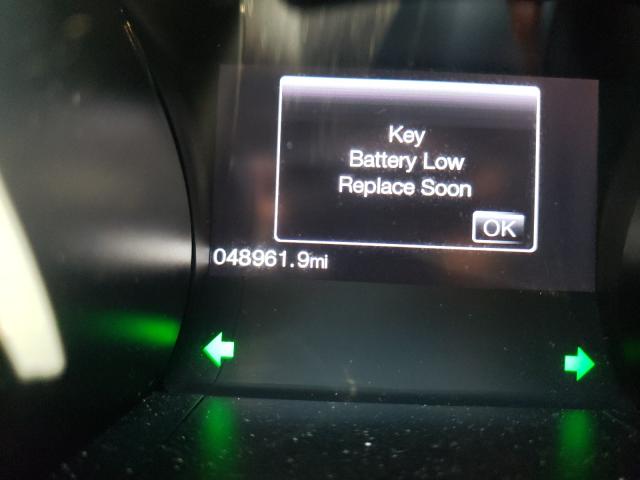 Key
Battery Low
Replace Soon
OK
048961.9mi